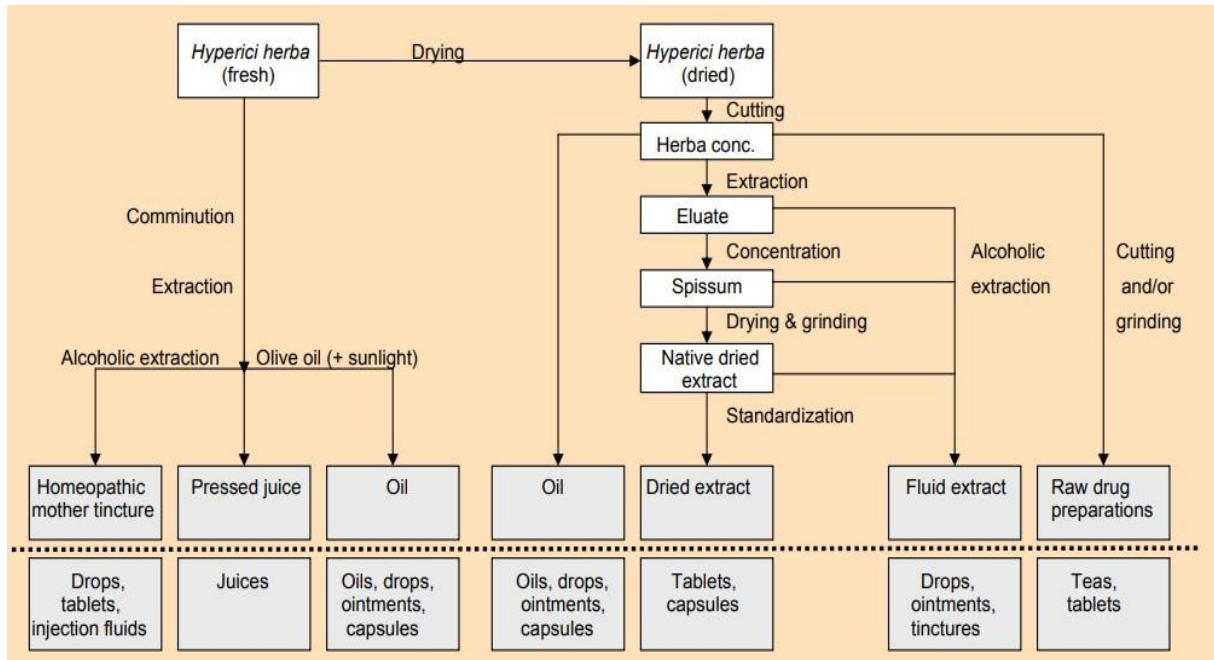 Hyperici herba
(fresh)
Drying
Hyperici herba
(dried)
Cutting
Herba conc.
Extraction
Eluate
Comminution
Concentration
Alcoholic
extraction
Cutting
and/or
grinding
Extraction
Spissum
Drying & grinding
Alcoholic extraction
Olive oil (+ sunlight)
Native dried
extract
Standardization
Homeopathic
mother tincture
Pressed juice
Oil
Oil
Dried extract
Fluid extract
Raw drug
preparations
Drops,
tablets,
injection fluids
Juices
Oils, drops,
ointments,
capsules
Oils, drops,
ointments,
capsules
Tablets,
capsules
Drops,
ointments,
tinctures
Teas,
tablets